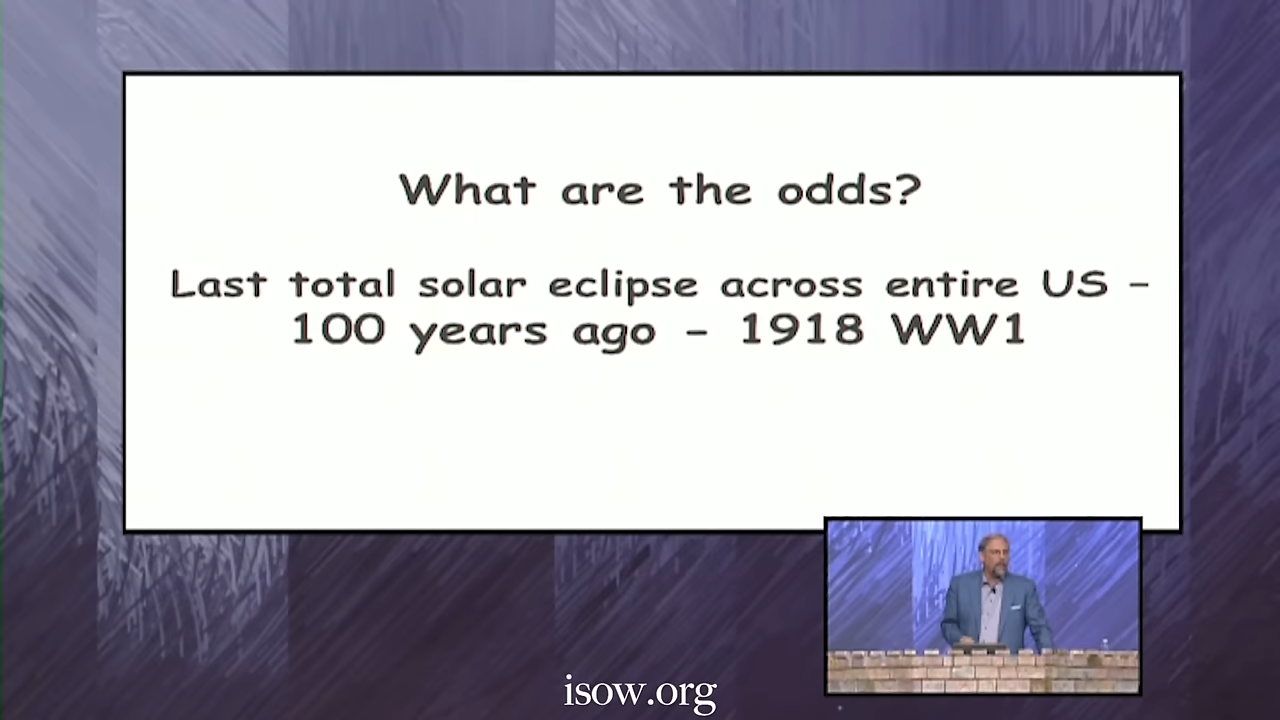 What are the odds?
Last total solar eclipse across entire US –
100 years ago – 1918 WW1
isow.org